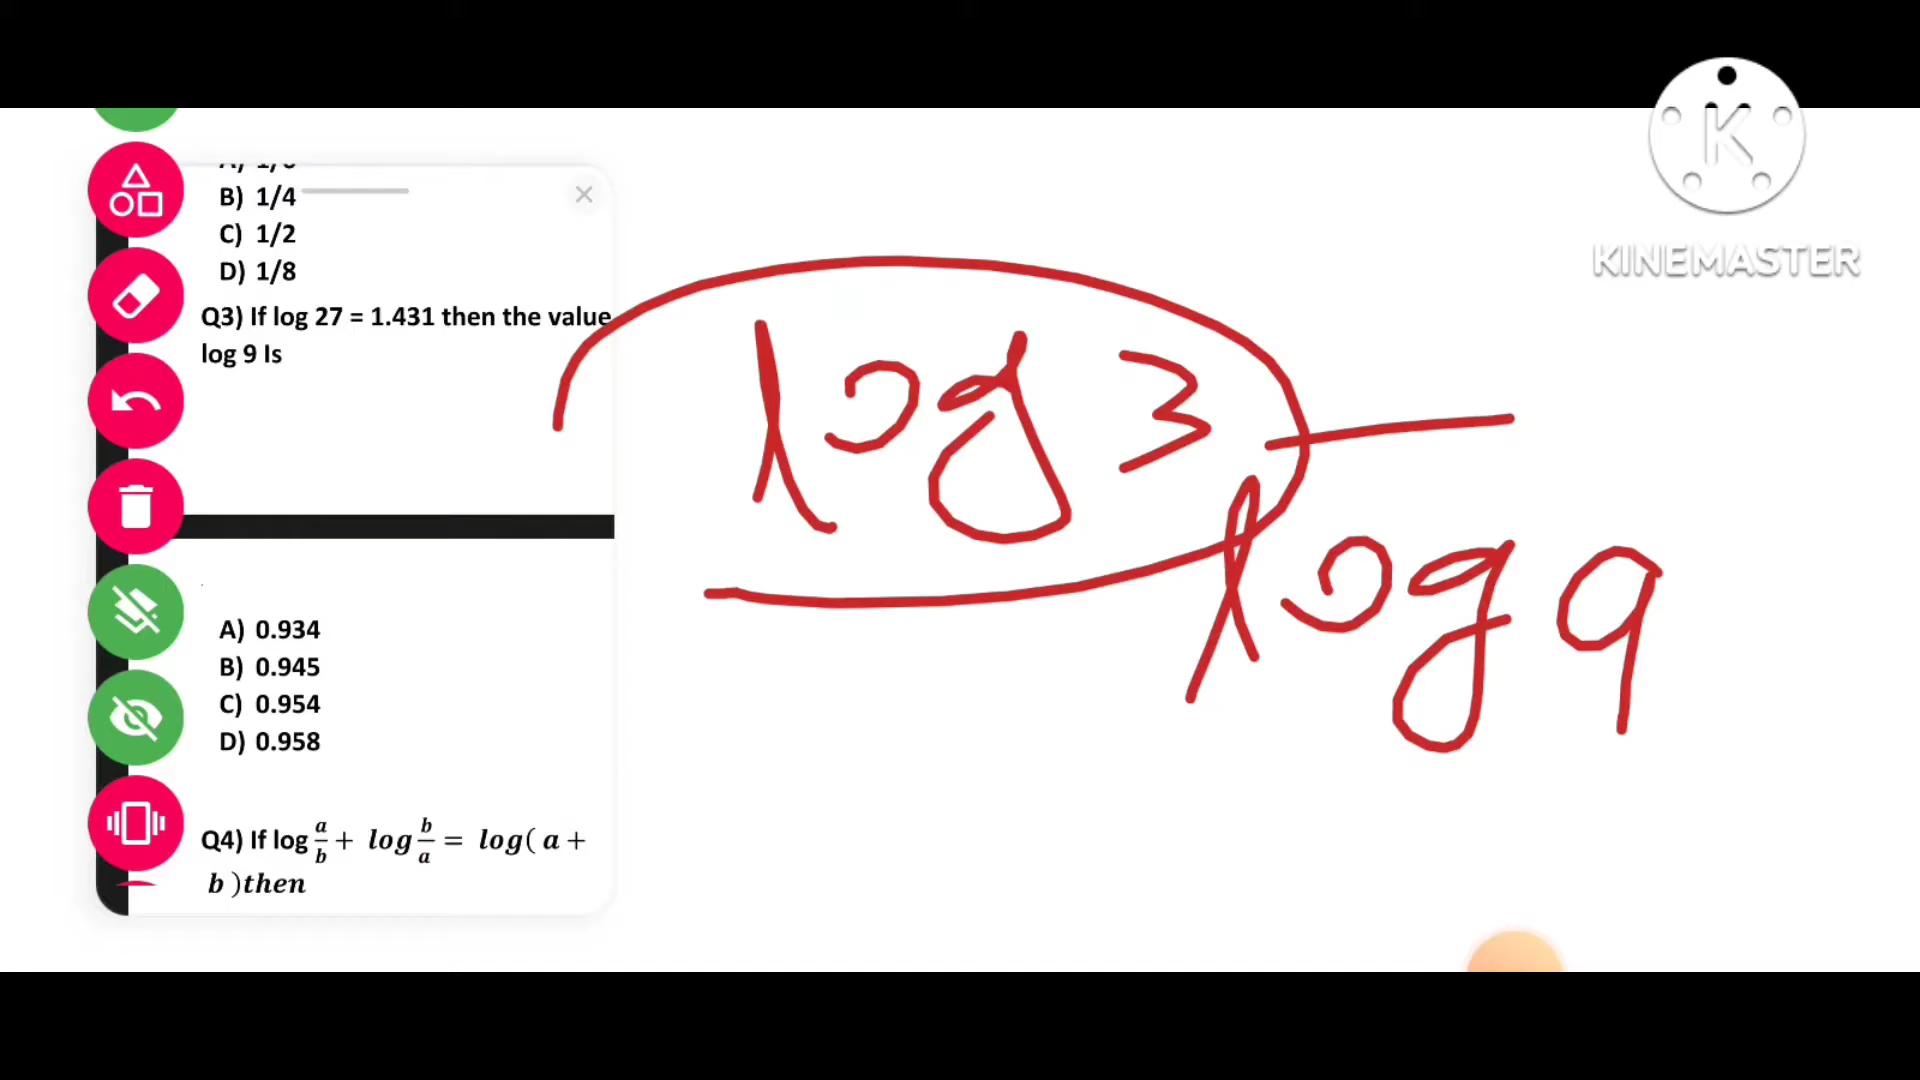 B) 1/4
C) 1/2
D) 1/8
Q3) If log 27 = 1.431 then the value
log 9 Is
A) 0.934
B) 0.945
C) 0.954
D) 0.958
Q4) If log a/b + log b/a = log( a +
b )then
log 3
log 9
K
KINEMASTER